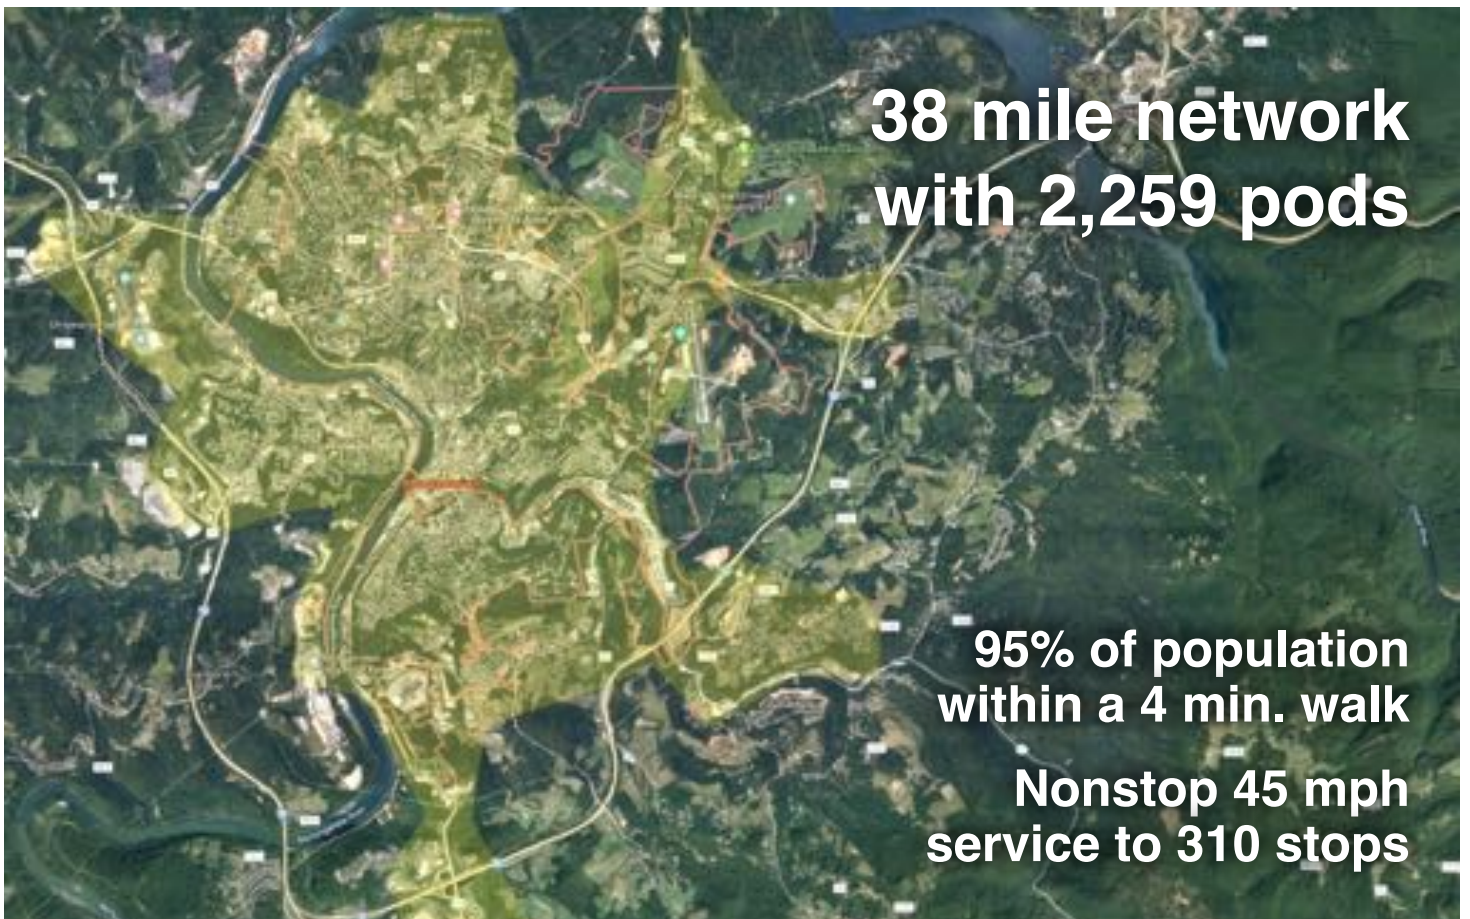 38 mile network
with 2,259 pods
95% of population
within a 4 min. walk
Nonstop 45 mph
service to 310 stops